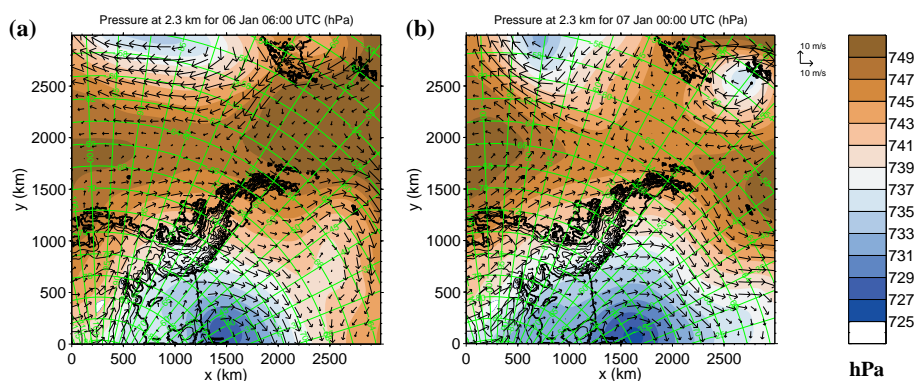 (a)
Pressure at 2.3 km for 06 Jan 06:00 UTC (hPa)
y (km)
2500
2000
1500
1000
500
0
0 500 1000 1500 2000 2500
x (km)
(b)
Pressure at 2.3 km for 07 Jan 00:00 UTC (hPa)
y (km)
2500
2000
1500
1000
500
0
0 500 1000 1500 2000 2500
x (km)
10 m/s
10 m/s
749
747
745
743
741
739
737
735
733
731
729
727
725
hPa